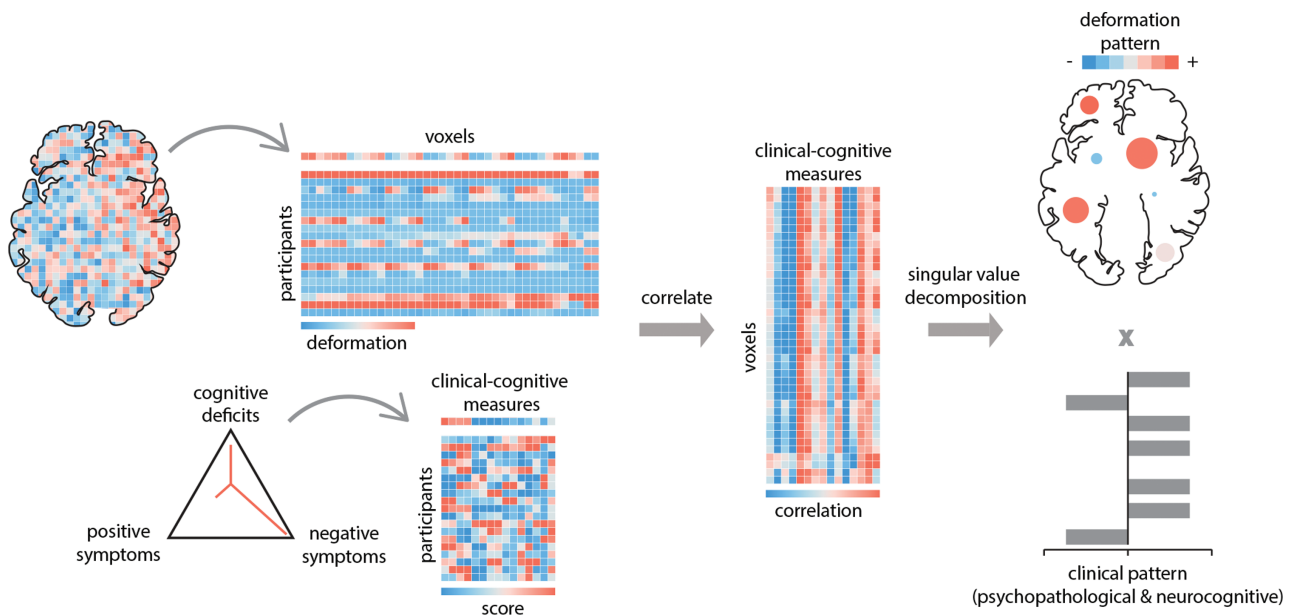 voxels
participants
deformation
cognitive
deficits
positive
symptoms
negative
symptoms
clinical-cognitive
measures
participants
score
correlate
clinical-cognitive
measures
voxels
correlation
singular value
decomposition
deformation
pattern
- +
x
clinical pattern
(psychopathological & neurocognitive)